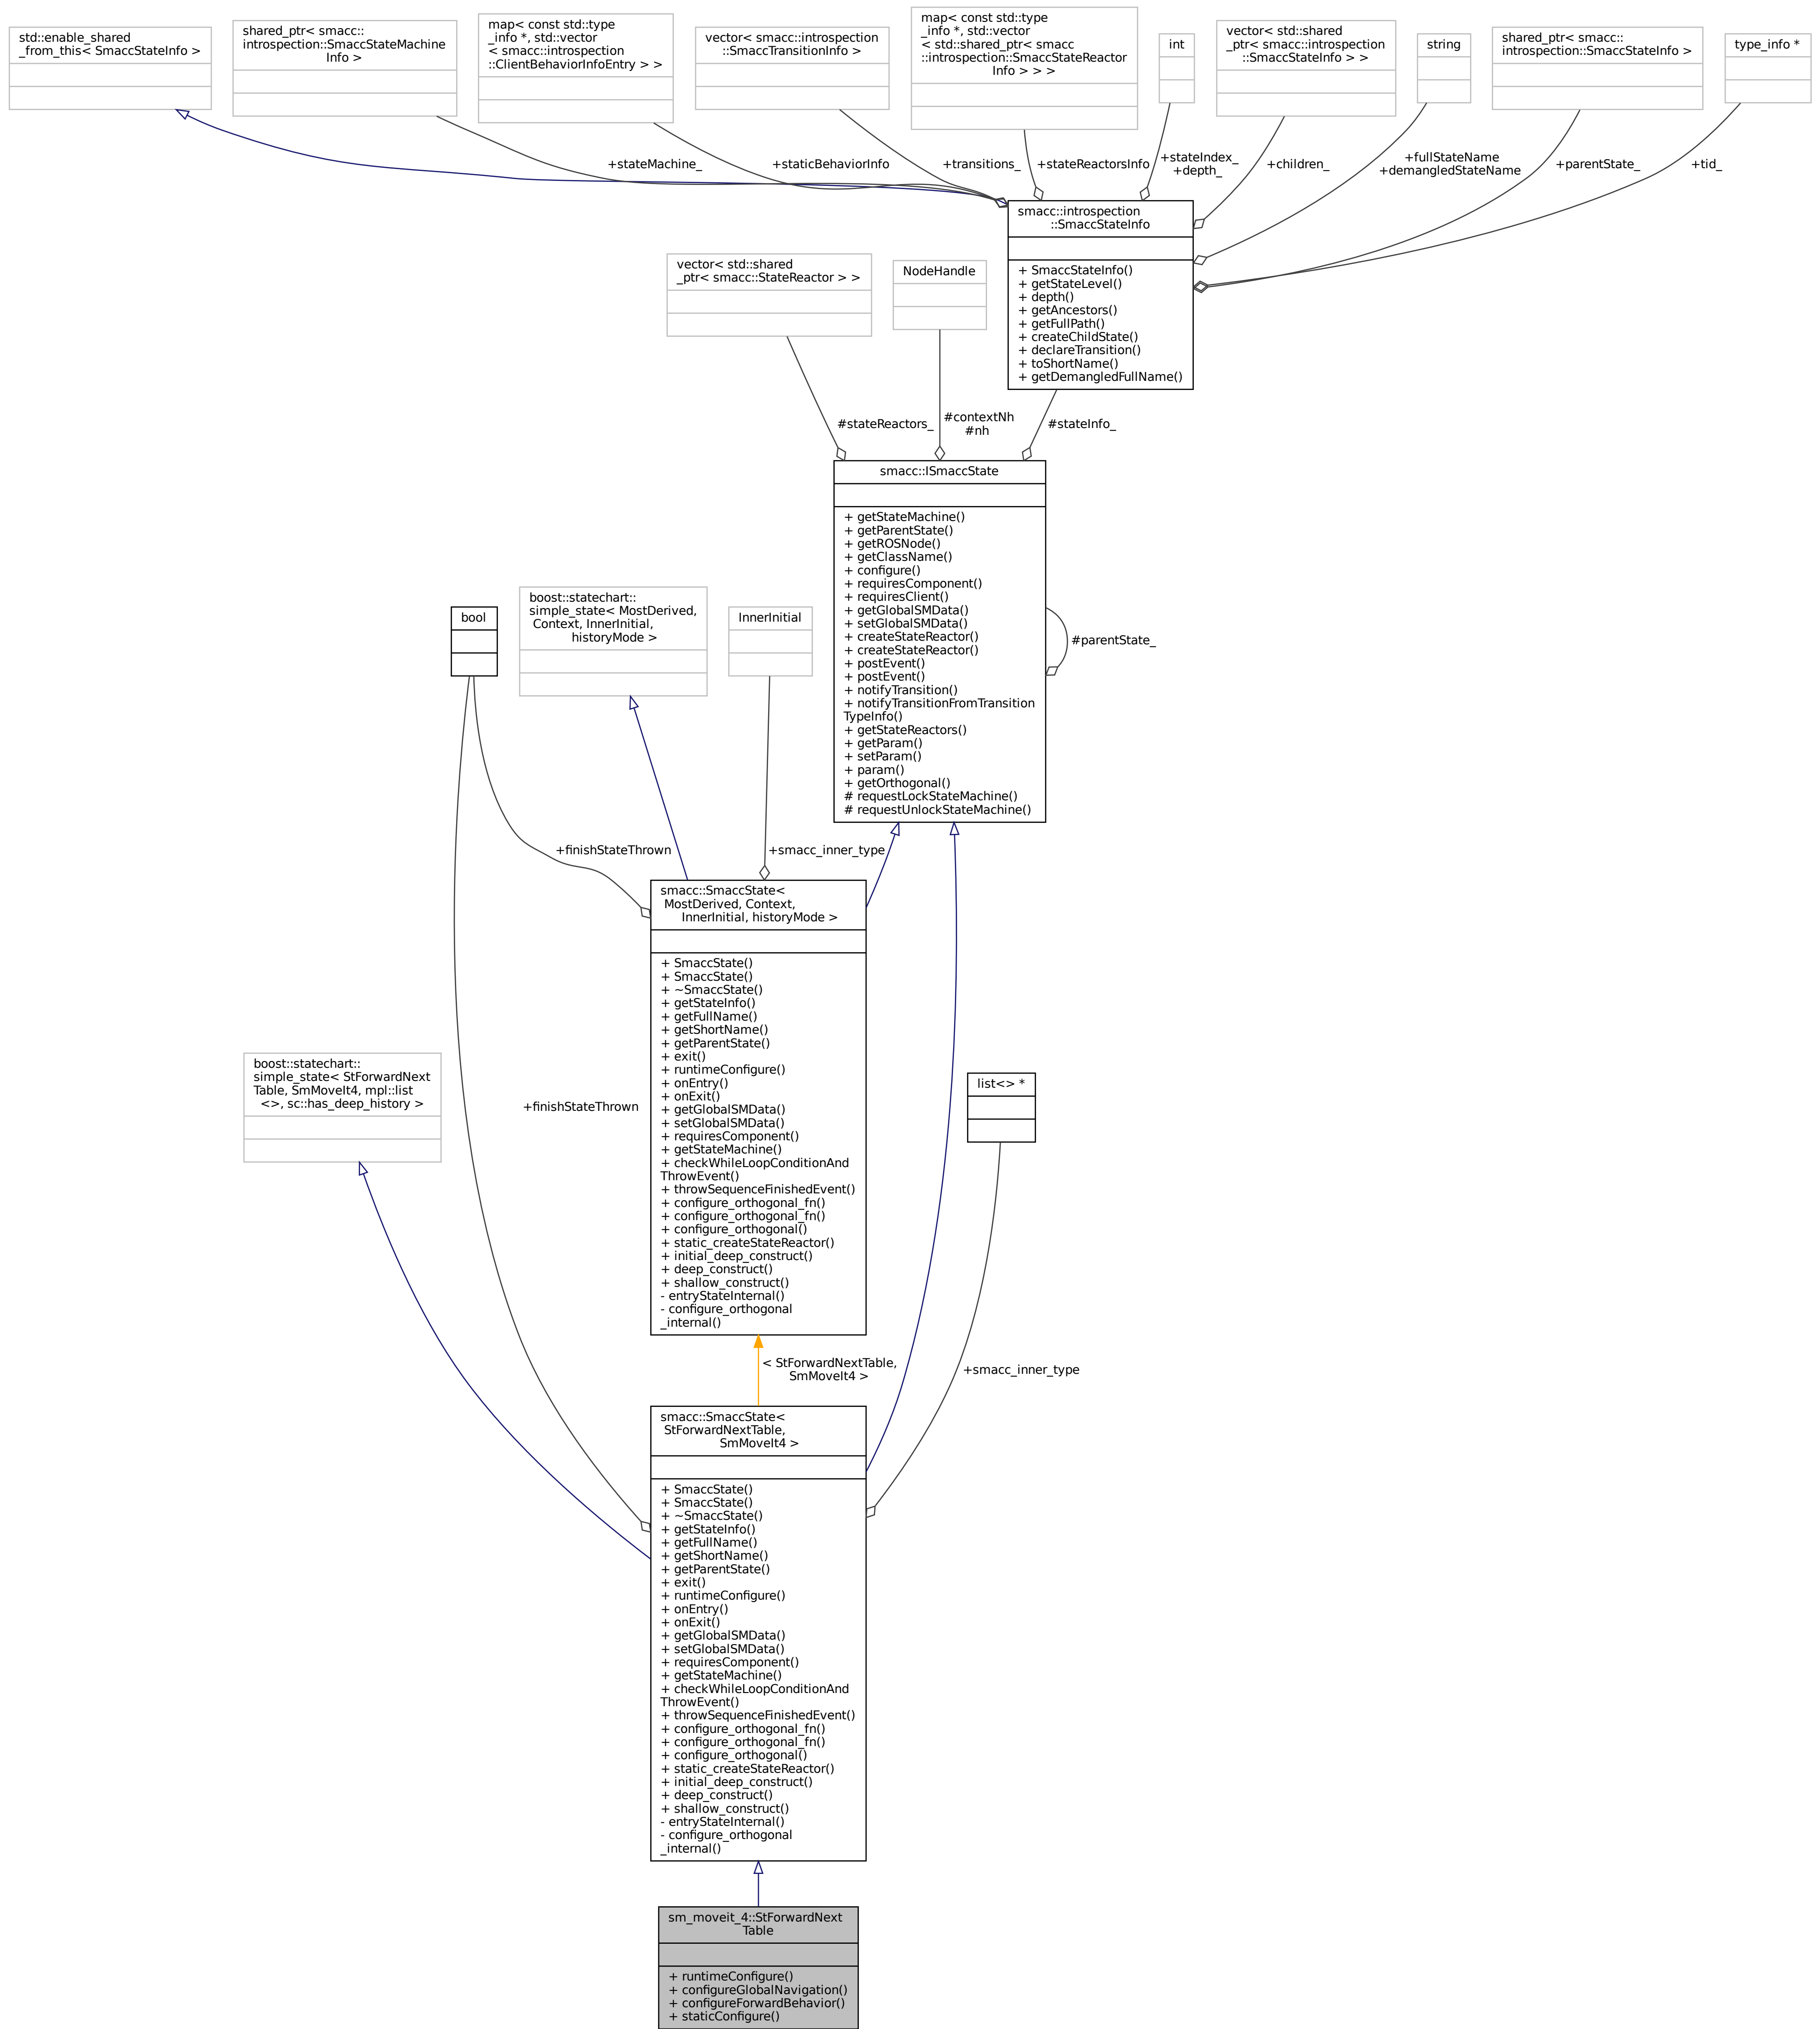 std::enable_shared
_from_this< SmaccStateInfo >
shared_ptr< smacc::
introspection::SmaccStateMachine
Info >
map< const std::type
_info *, std::vector
< smacc::introspection
::ClientBehaviorInfoEntry > >
vector< smacc::introspection
::SmaccTransitionInfo >
map< const std::type
_info *, std::vector
< std::shared_ptr< smacc
::introspection::SmaccStateReactor
Info > > >
int
vector< std::shared
_ptr< smacc::introspection
::SmaccStateInfo > >
string
shared_ptr< smacc::
introspection::SmaccStateInfo >
type_info *
+stateMachine_
+staticBehaviorInfo
+transitions_
+stateReactorsInfo
+stateIndex_
+depth_
+children_
+fullStateName
+demangledStateName
+parentState_
+tid_
smacc::introspection
::SmaccStateInfo
+ SmaccStateInfo()
+ getStateLevel()
+ depth()
+ getAncestors()
+ getFullPath()
+ createChildState()
+ declareTransition()
+ toShortName()
+ getDemangledFullName()
vector< std::shared
_ptr< smacc::StateReactor > >
NodeHandle
#stateReactors_
#contextNh
#nh
#stateInfo_
smacc::ISmaccState
+ getStateMachine()
+ getParentState()
+ getROSNode()
+ getClassName()
+ configure()
+ requiresComponent()
+ requiresClient()
+ getGlobalSMData()
+ setGlobalSMData()
+ createStateReactor()
+ createStateReactor()
+ postEvent()
+ postEvent()
+ notifyTransition()
+ notifyTransitionFromTransition
TypeInfo()
+ getStateReactors()
+ getParam()
+ setParam()
+ param()
+ getOrthogonal()
# requestLockStateMachine()
# requestUnlockStateMachine()
#parentState_
bool
boost::statechart::
simple_state< MostDerived,
Context, InnerInitial,
historyMode >
InnerInitial
+finishStateThrown
+smacc_inner_type
smacc::SmaccState<
MostDerived, Context,
InnerInitial, historyMode >
+ SmaccState()
+ SmaccState()
+ ~SmaccState()
+ getStateInfo()
+ getFullName()
+ getShortName()
+ getParentState()
+ exit()
+ runtimeConfigure()
+ onEntry()
+ onExit()
+ getGlobalSMData()
+ setGlobalSMData()
+ requiresComponent()
+ getStateMachine()
+ checkWhileLoopConditionAnd
ThrowEvent()
+ throwSequenceFinishedEvent()
+ configure_orthogonal_fn()
+ configure_orthogonal_fn()
+ configure_orthogonal()
+ static_createStateReactor()
+ initial_deep_construct()
+ deep_construct()
+ shallow_construct()
- entryStateInternal()
- configure_orthogonal
_internal()
boost::statechart::
simple_state< StForwardNext
Table, SmMoveIt4, mpl::list
<>, sc::has_deep_history >
+finishStateThrown
list<> *
< StForwardNextTable,
SmMoveIt4 >
+smacc_inner_type
smacc::SmaccState<
StForwardNextTable,
SmMoveIt4 >
+ SmaccState()
+ SmaccState()
+ ~SmaccState()
+ getStateInfo()
+ getFullName()
+ getShortName()
+ getParentState()
+ exit()
+ runtimeConfigure()
+ onEntry()
+ onExit()
+ getGlobalSMData()
+ setGlobalSMData()
+ requiresComponent()
+ getStateMachine()
+ checkWhileLoopConditionAnd
ThrowEvent()
+ throwSequenceFinishedEvent()
+ configure_orthogonal_fn()
+ configure_orthogonal_fn()
+ configure_orthogonal()
+ static_createStateReactor()
+ initial_deep_construct()
+ deep_construct()
+ shallow_construct()
- entryStateInternal()
- configure_orthogonal
_internal()
sm_moveit_4::StForwardNext
Table
+ runtimeConfigure()
+ configureGlobalNavigation()
+ configureForwardBehavior()
+ staticConfigure()